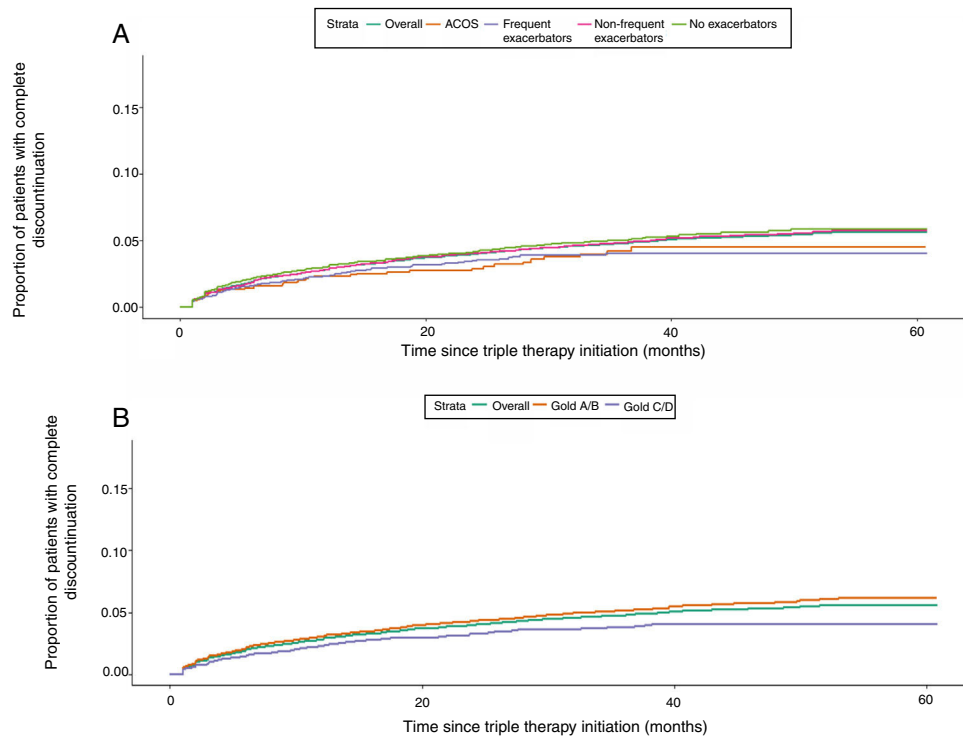 A
Strata Overall ACOS Frequent exacerbators Non-frequent exacerbators No exacerbators
Proportion of patients with complete
discountinuation
0.15
0.10
0.05
0.00
0 20 40 60
Time since triple therapy initiation (months)
B
Strata Overall Gold A/B Gold C/D
Proportion of patients with complete
discountinuation
0.15
0.10
0.05
0.00
0 20 40 60
Time since triple therapy initiation (months)